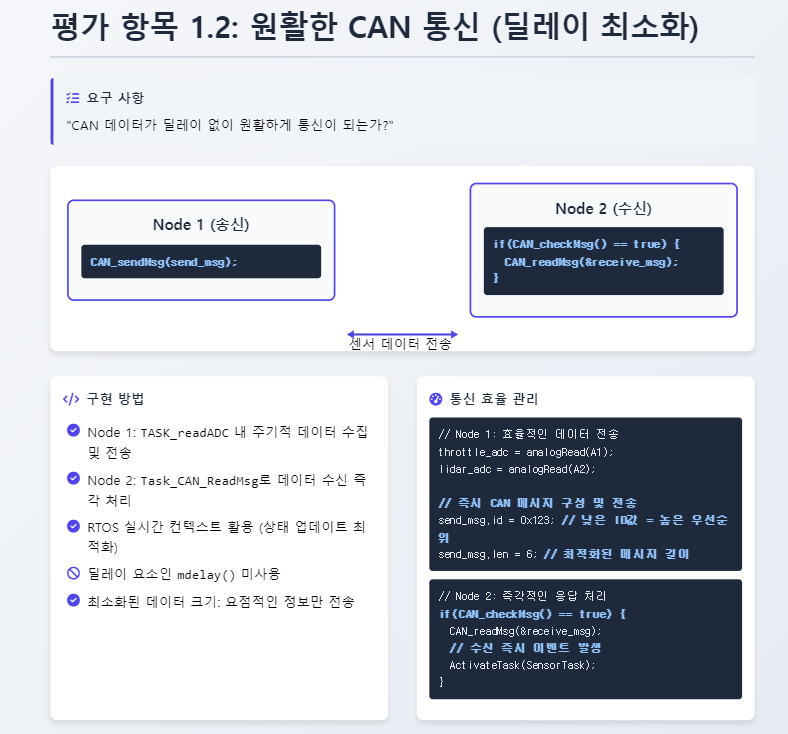 평가 항목 1.2: 원활한 CAN 통신 (딜레이 최소화)
요구 사항
"CAN 데이터가 딜레이 없이 원활하게 통신이 되는가?"
Node 1 (송신)
CAN_sendMsg(send_msg);
Node 2 (수신)
if(CAN_checkMsg() == true) {
CAN_readMsg(&receive_msg);
}
센서 데이터 전송
구현 방법
Node 1: TASK_readADC 내 주기적 데이터 수집
및 전송
Node 2: Task_CAN_ReadMsg로 데이터 수신 즉
각 처리
RTOS 실시간 컨텍스트 활용 (상태 업데이트 최
적화)
딜레이 요소인 mdelay() 미사용
최소화된 데이터 크기: 요점적인 정보만 전송
통신 효율 관리
// Node 1: 효율적인 데이터 전송
throttle_adc = analogRead(A1);
lidar_adc = analogRead(A2);
// 즉시 CAN 메시지 구성 및 전송
send_msg.id = 0x123; // 낮은 ID값 = 높은 우선순
위
send_msg.len = 6; // 최적화된 메시지 길이
// Node 2: 즉각적인 응답 처리
if(CAN_checkMsg() == true) {
CAN_readMsg(&receive_msg);
// 수신 즉시 이벤트 발생
ActivateTask(SensorTask);
}